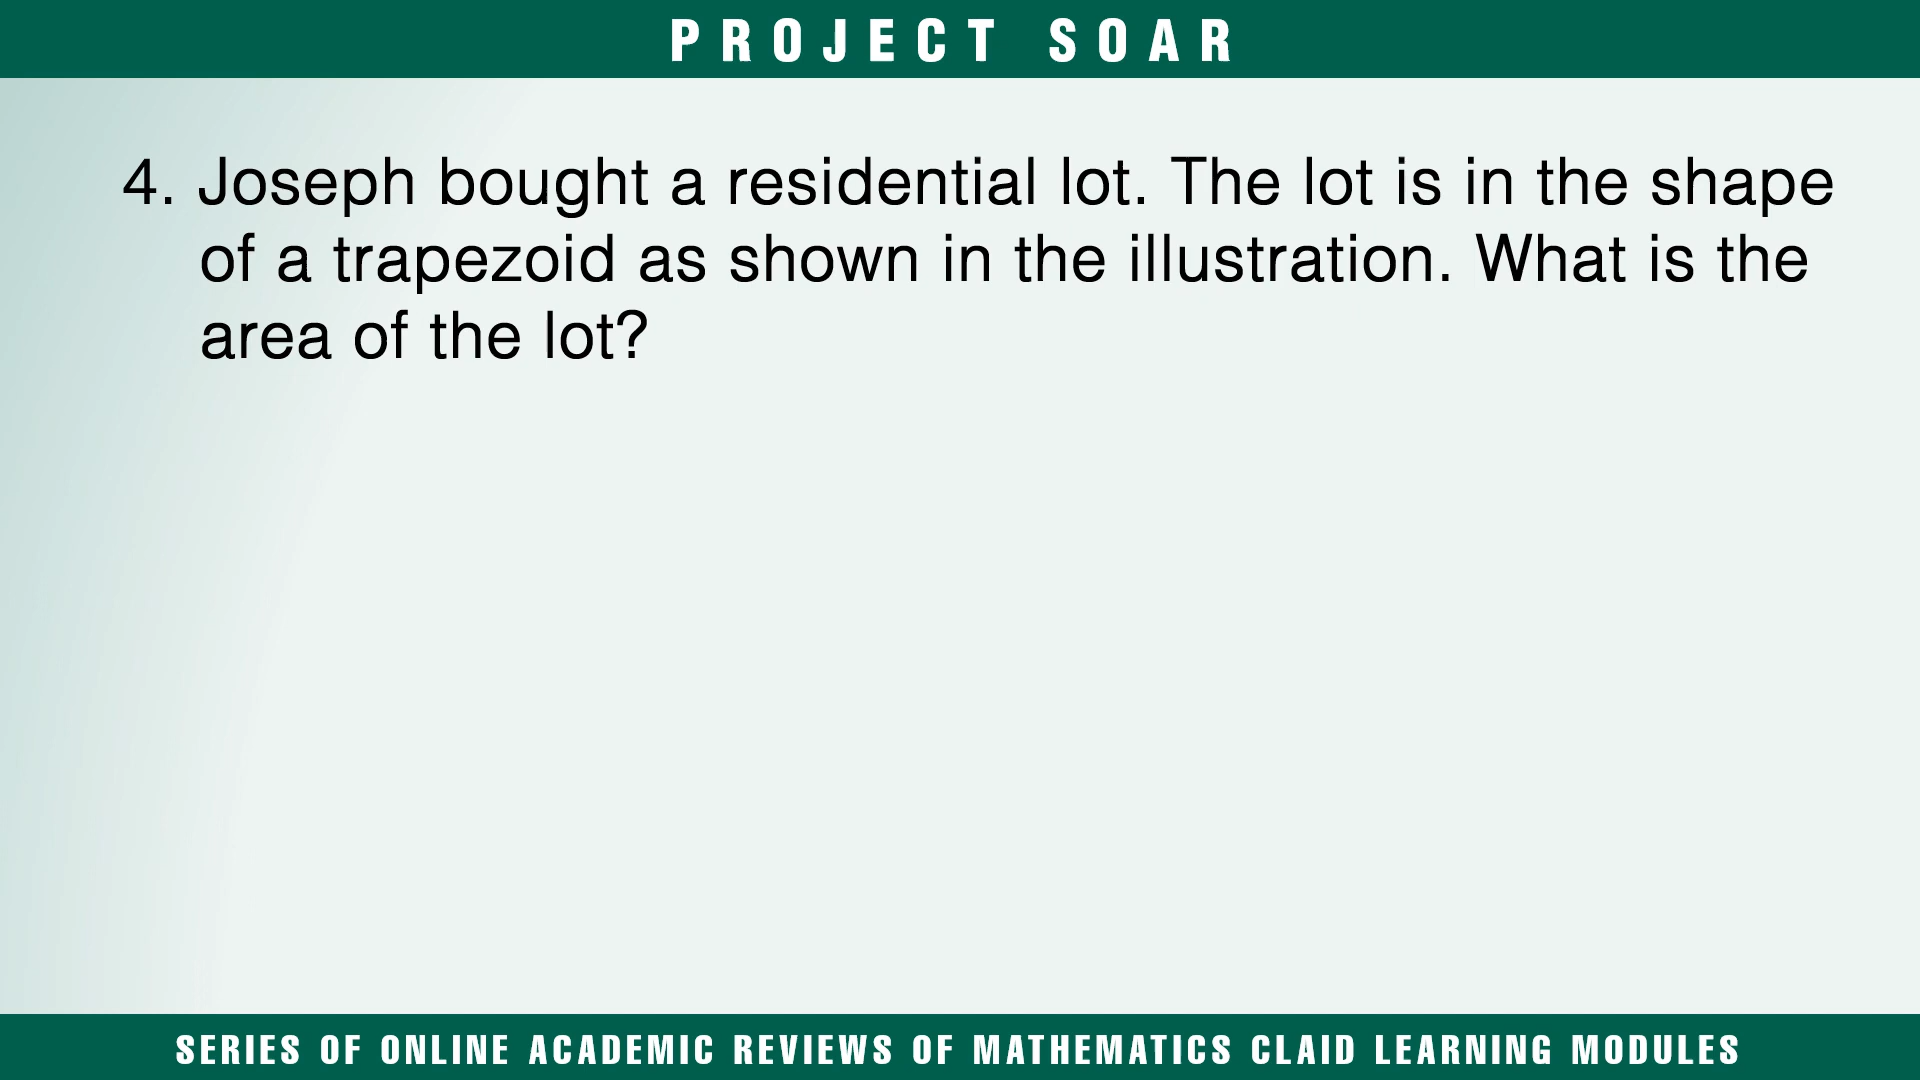 PROJECT SOAR
4. Joseph bought a residential lot. The lot is in the shape
of a trapezoid as shown in the illustration. What is the
area of the lot?
SERIES OF ONLINE ACADEMIC REVIEWS OF MATHEMATICS CLAID LEARNING MODULES